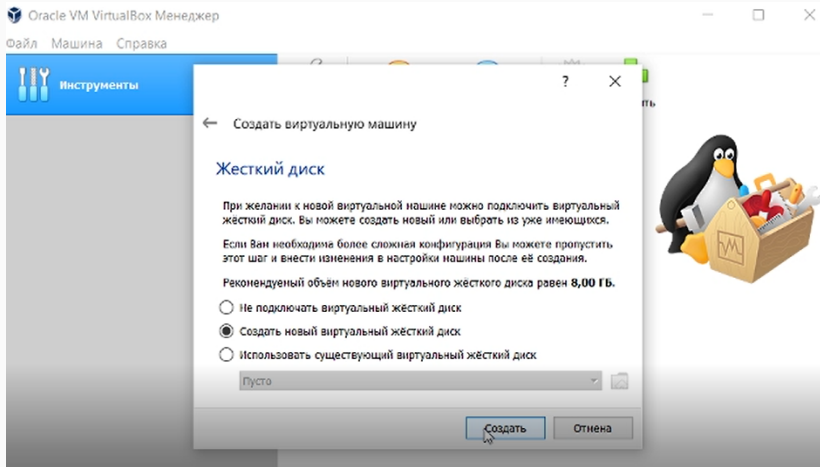 Oracle VM VirtualBox Менеджер
Файл Машина Справка
Инструменты
?
Создать виртуальную машину
Жесткий диск
При желании к новой виртуальной машине можно подключить виртуальный
жёсткий диск. Вы можете создать новый или выбрать из уже имеющихся.
Если Вам необходима более сложная конфигурация Вы можете пропустить
этот шаг и внести изменения в настройки машины после её создания.
Рекомендуемый объём нового виртуального жёсткого диска равен 8,00 ГБ.
Не подключать виртуальный жёсткий диск
Создать новый виртуальный жёсткий диск
Использовать существующий виртуальный жёсткий диск
Пусто
Создать Отмена